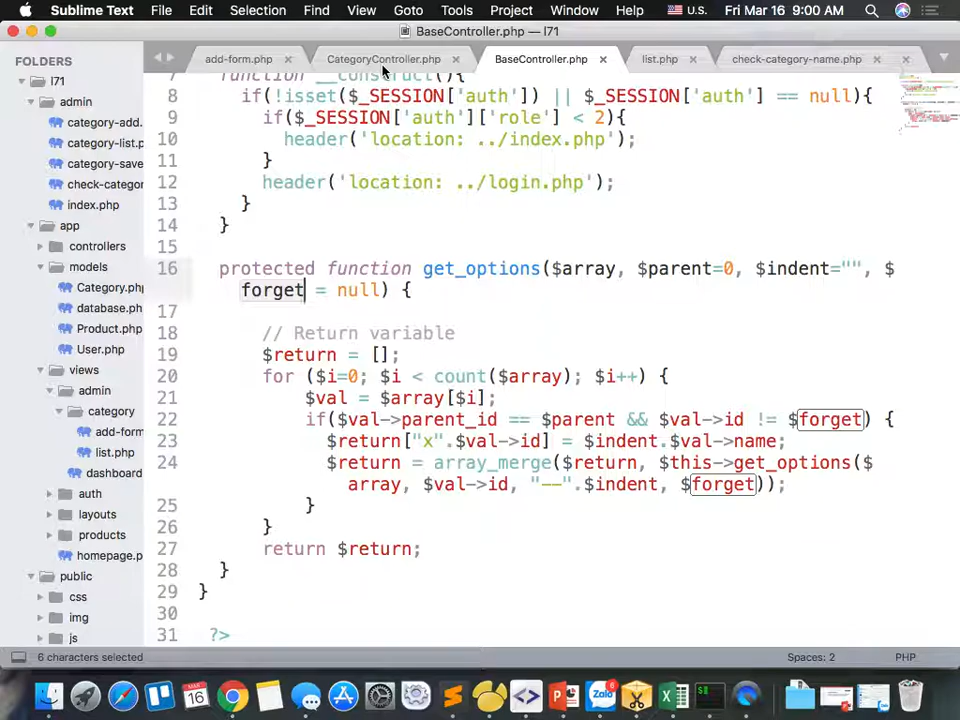 Sublime Text File Edit Selection Find View Goto Tools Project Window Help U.S. Fri Mar 16 9:00 AM
BaseController.php — l71
FOLDERS
l71
admin
category-add.
category-list.p
category-save
check-categor
index.php
app
controllers
models
Category.php
database.ph
Product.php
User.php
views
admin
category
add-form
list.php
dashboard
auth
layouts
products
homepage.p
public
css
img
js
add-form.php CategoryController.php BaseController.php list.php check-category-name.php
7 function __construct(){
8 if(!isset($_SESSION['auth']) || $_SESSION['auth'] == null){
9 if($_SESSION['auth']['role'] < 2){
10 header('location: ../index.php');
11 }
12 header('location: ../login.php');
13 }
14 }
15
16 protected function get_options($array, $parent=0, $indent="", $
forget = null) {
17
18 // Return variable
19 $return = [];
20 for ($i=0; $i < count($array); $i++) {
21 $val = $array[$i];
22 if($val->parent_id == $parent && $val->id != $forget) {
23 $return["x".$val->id] = $indent.$val->name;
24 $return = array_merge($return, $this->get_options($
array, $val->id, "--".$indent, $forget));
25 }
26 }
27 return $return;
28 }
29 }
30
31 ?>
6 characters selected Spaces: 2 PHP
MAR
16
6